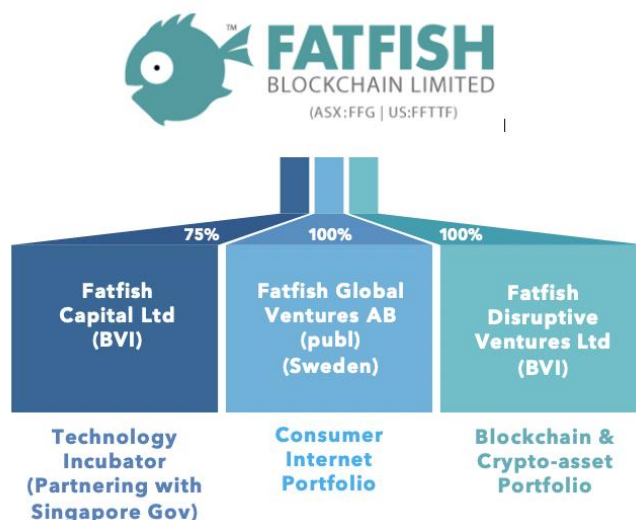 ™
FATFISH
BLOCKCHAIN LIMITED
(ASX:FFG | US:FFTTF)
75%
100%
100%
Fatfish
Capital Ltd
(BVI)
Fatfish Global
Ventures AB
(publ)
(Sweden)
Fatfish
Disruptive
Ventures Ltd
(BVI)
Technology
Incubator
(Partnering with
Singapore Gov)
Consumer
Internet
Portfolio
Blockchain &
Crypto-asset
Portfolio